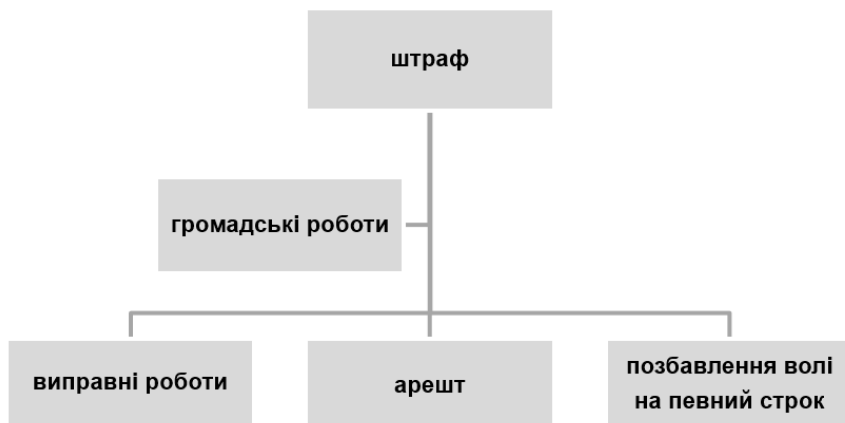 штраф
громадські роботи
виправні роботи
арешт
позбавлення волі
на певний строк